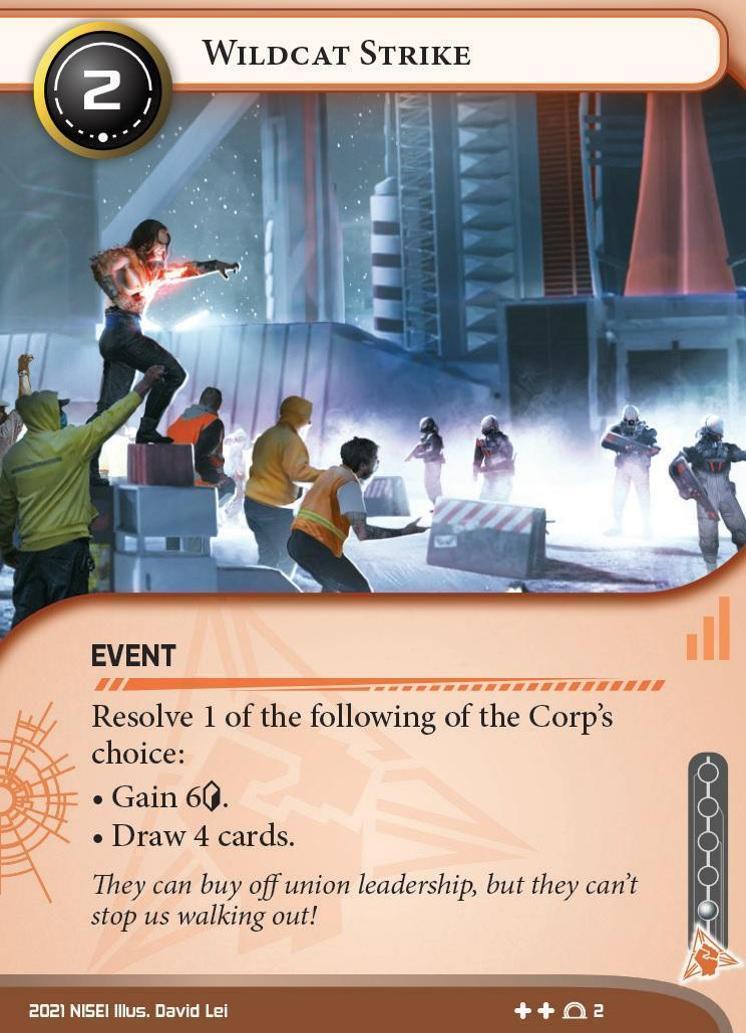 2
Wildcat Strike
EVENT
Resolve 1 of the following of the Corp's
choice:
• Gain 6.
• Draw 4 cards.
They can buy off union leadership, but they can't
stop us walking out!
2021 NISEI Illus. David Lei
2